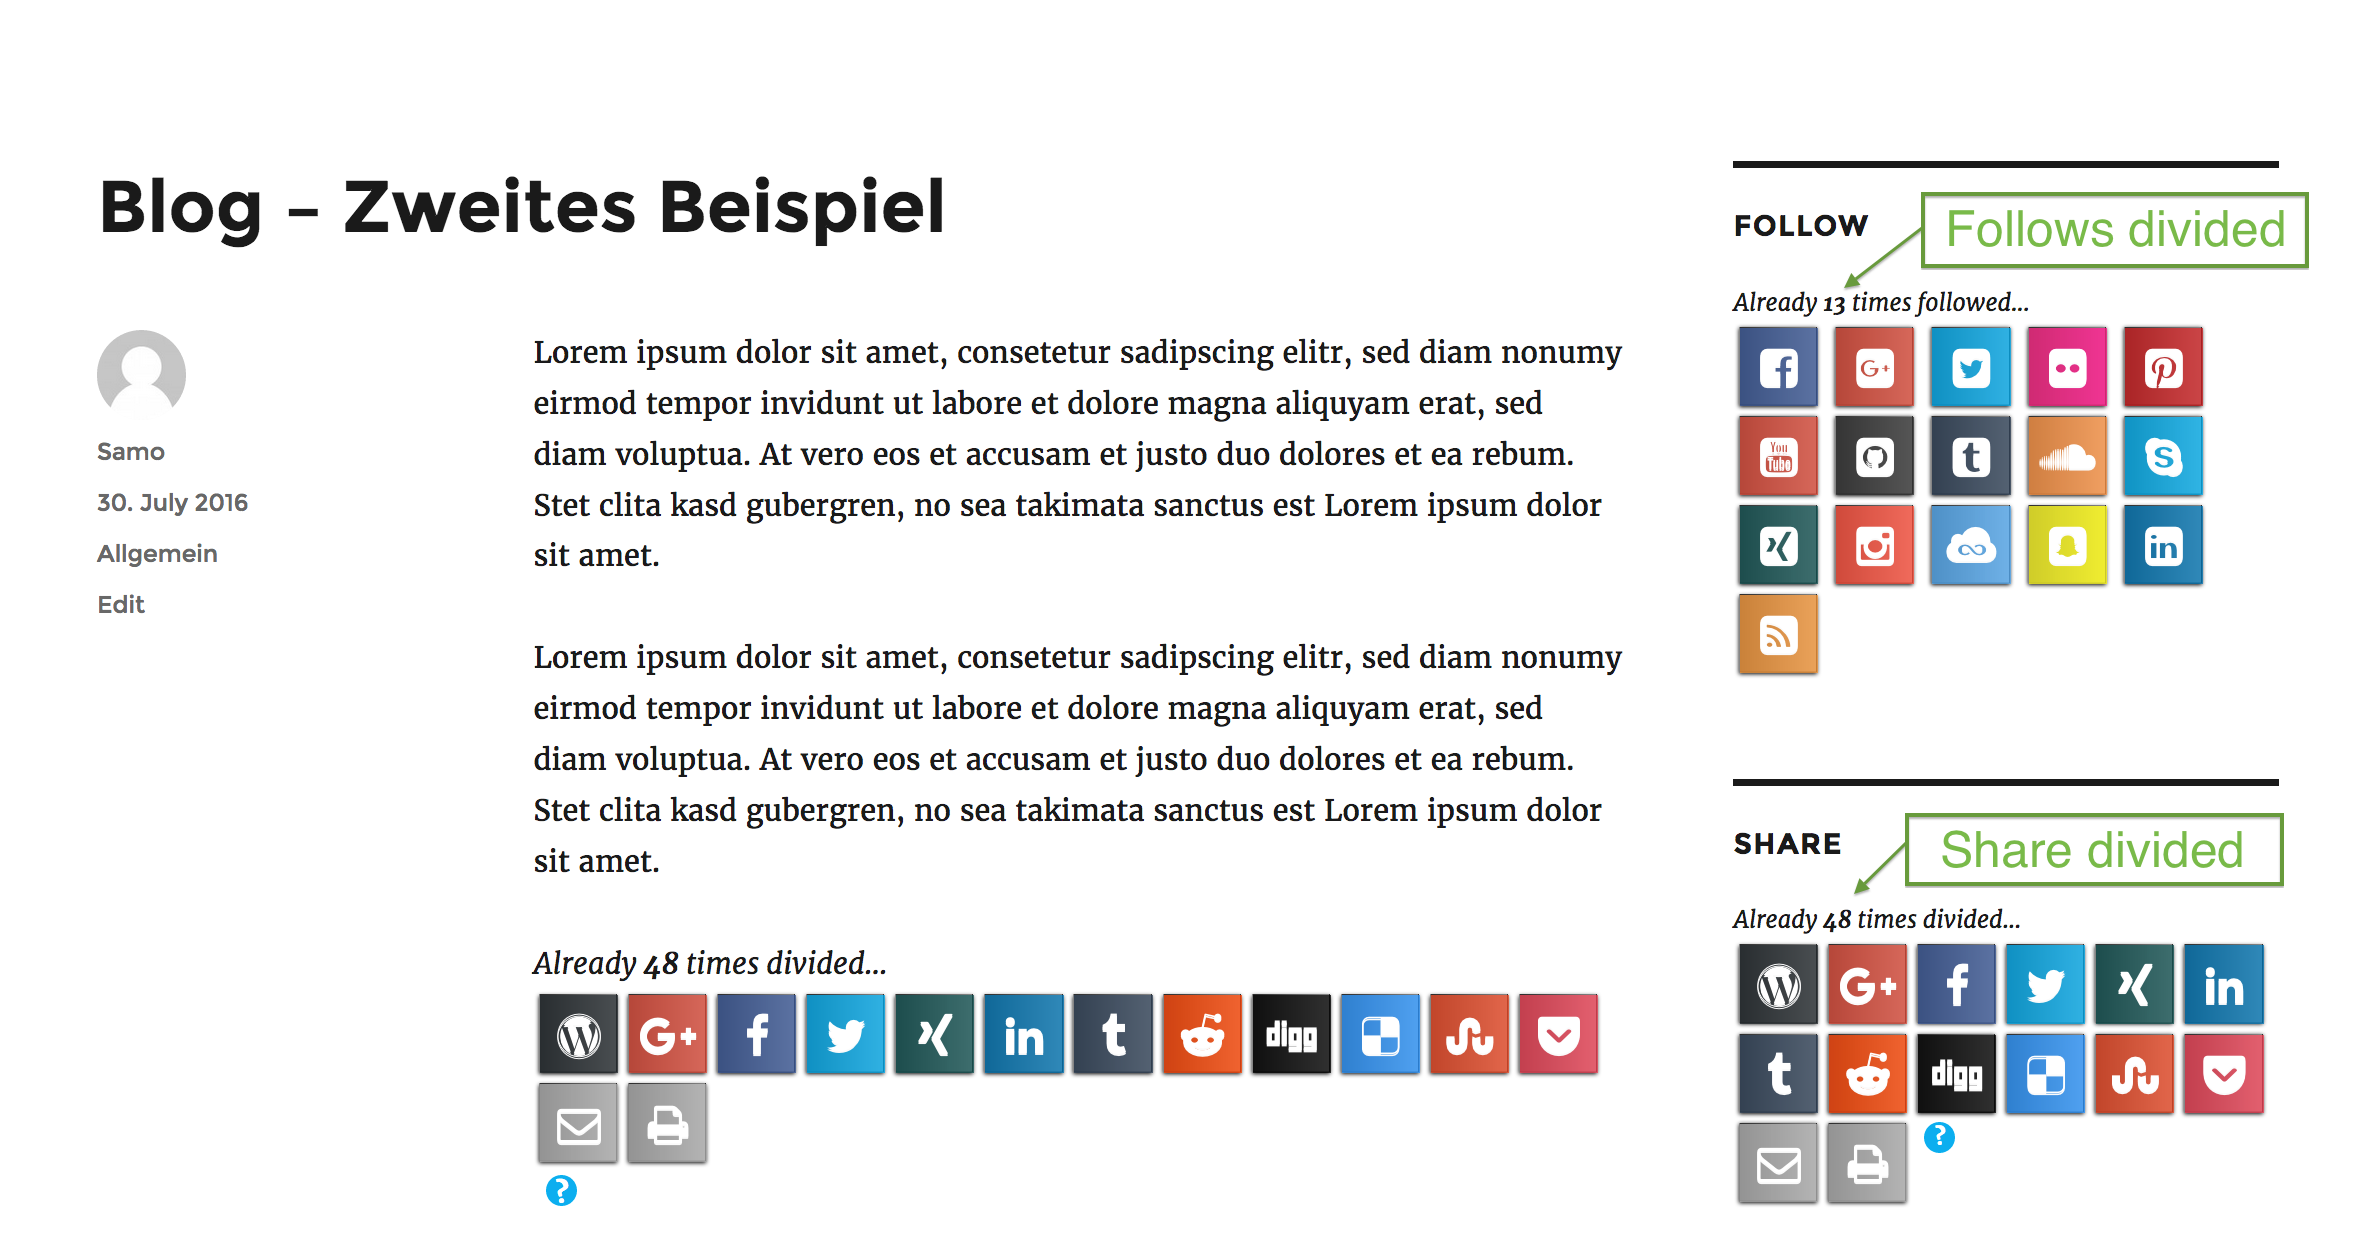 Blog – Zweites Beispiel
Samo
30. July 2016
Allgemein
Edit
Lorem ipsum dolor sit amet, consetetur sadipscing elitr, sed diam nonumy
eirmod tempor invidunt ut labore et dolore magna aliquyam erat, sed
diam voluptua. At vero eos et accusam et justo duo dolores et ea rebum.
Stet clita kasd gubergren, no sea takimata sanctus est Lorem ipsum dolor
sit amet.
Lorem ipsum dolor sit amet, consetetur sadipscing elitr, sed diam nonumy
eirmod tempor invidunt ut labore et dolore magna aliquyam erat, sed
diam voluptua. At vero eos et accusam et justo duo dolores et ea rebum.
Stet clita kasd gubergren, no sea takimata sanctus est Lorem ipsum dolor
sit amet.
Already 48 times divided...
G+ f t in t digg
?
FOLLOW
Follows divided
Already 13 times followed...
f G+ P
You Tube t S
in
SHARE
Share divided
Already 48 times divided...
G+ f in
t digg
?